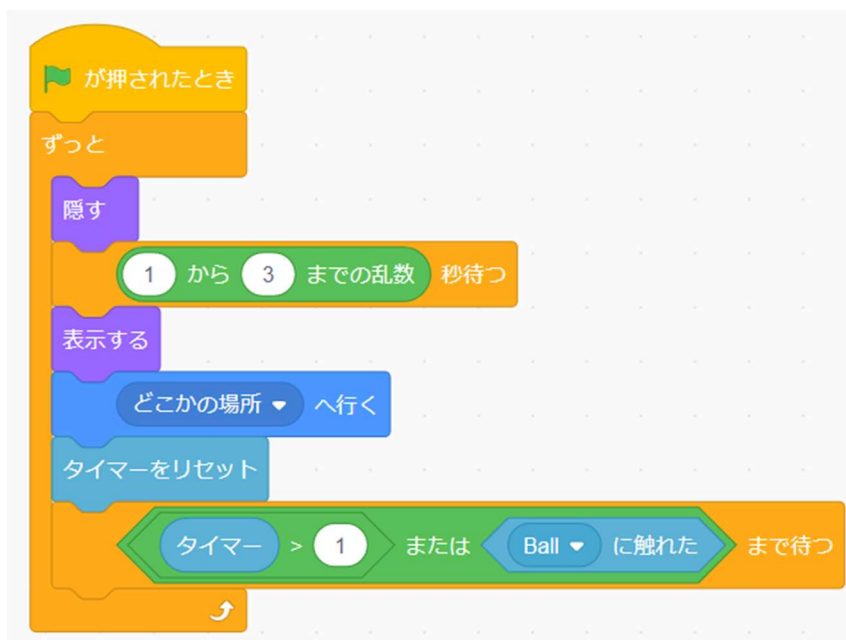 が押されたとき
ずっと
隠す
1 から 3 までの乱数 秒待つ
表示する
どこかの場所 へ行く
タイマーをリセット
タイマー > 1 または Ball に触れた まで待つ